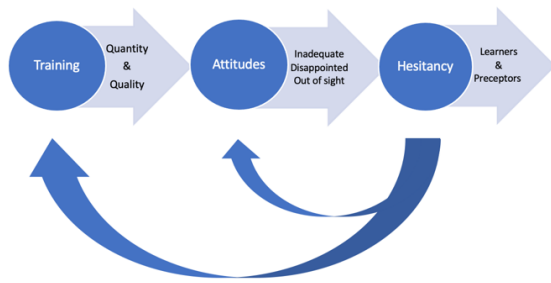 Training
Quantity
&
Quality
Attitudes
Inadequate
Disappointed
Out of sight
Hesitancy
Learners
&
Preceptors